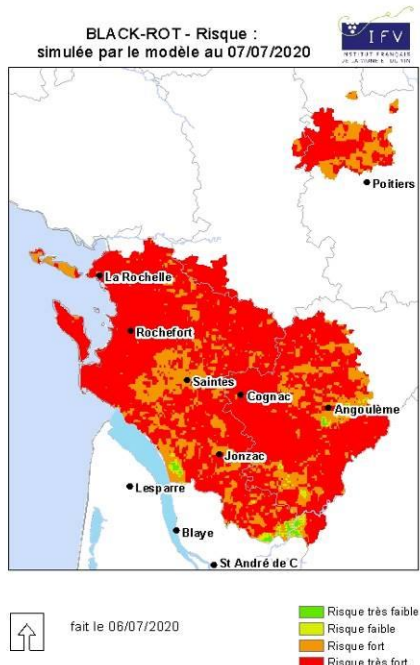 BLACK-ROT - Risque :
simulée par le modèle au 07/07/2020
IFV
INSTITUT FRANÇAIS
DE LA VIGNE ET DU VIN
Poitiers
La Rochelle
Rochefort
Saintes
Cognac
Angoulême
Jonzac
Lesparre
Blaye
St André de C
fait le 06/07/2020
Risque très faible
Risque faible
Risque fort
Risque très fort